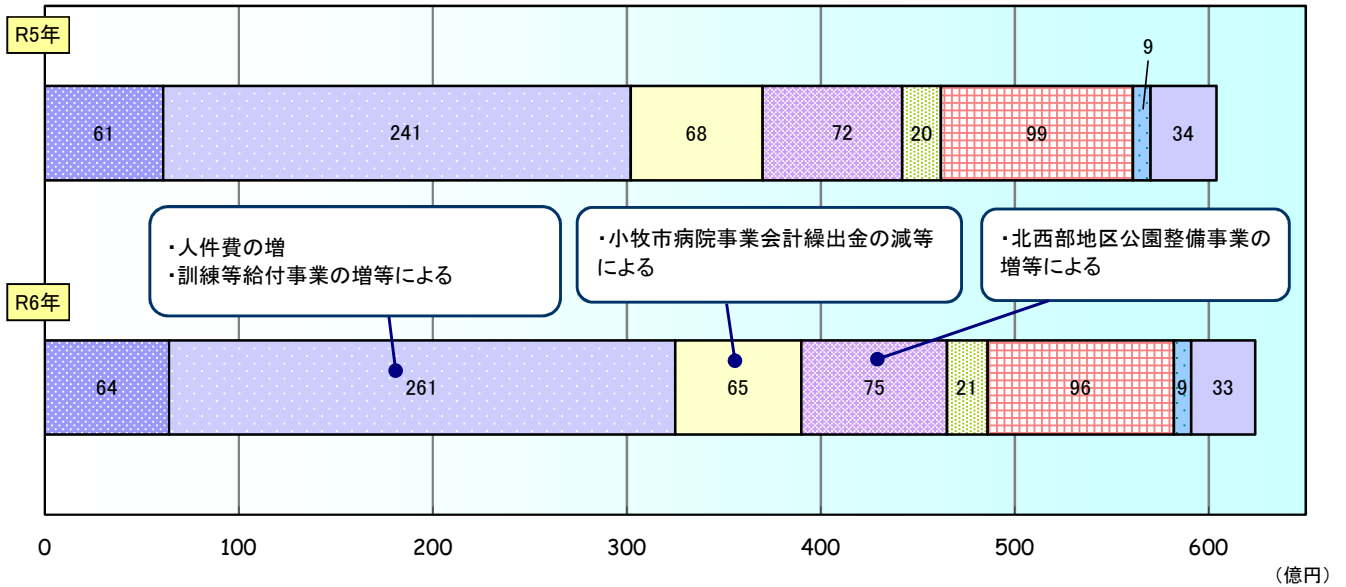 R5年
9
61
241
68
72
20
99
34
・人件費の増
・訓練等給付事業の増等による
・小牧市病院事業会計繰出金の減等
による
・北西部地区公園整備事業の
増等による
R6年
64
261
65
75
21
96
9
33
0
100
200
300
400
500
600
（億円）